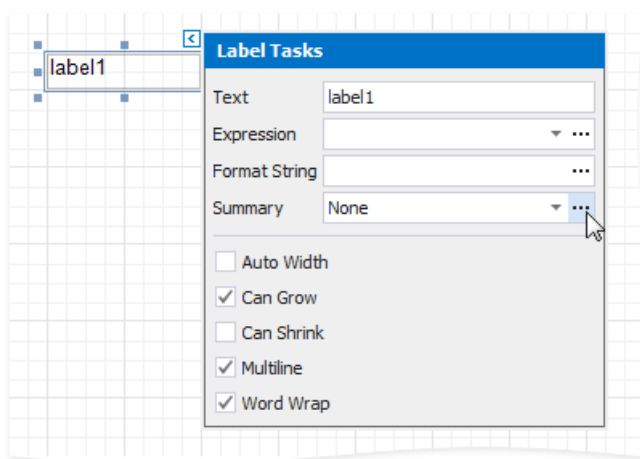 label1
Label Tasks
Text label1
Expression
Format String
Summary None
Auto Width
Can Grow
Can Shrink
Multiline
Word Wrap